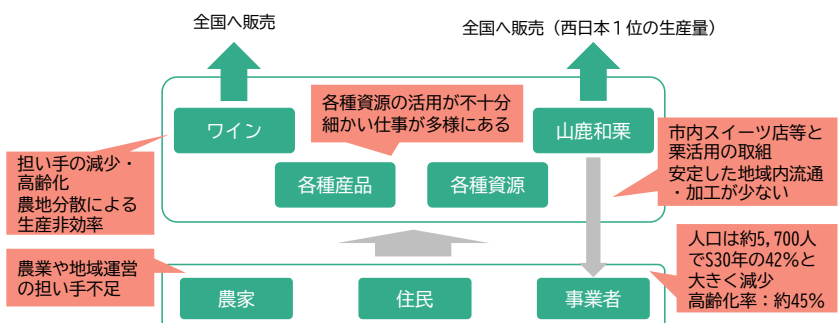 全国へ販売
全国へ販売（西日本１位の生産量）
各種資源の活用が不十分
細かい仕事が多様にある
ワイン
山鹿和栗
市内スイーツ店等と
栗活用の取組
安定した地域内流通
・加工が少ない
担い手の減少・
高齢化
農地分散による
生産非効率
各種産品
各種資源
人口は約5,700人
でS30年の42％と
大きく減少
高齢化率：約45％
農業や地域運営
の担い手不足
農家
住民
事業者